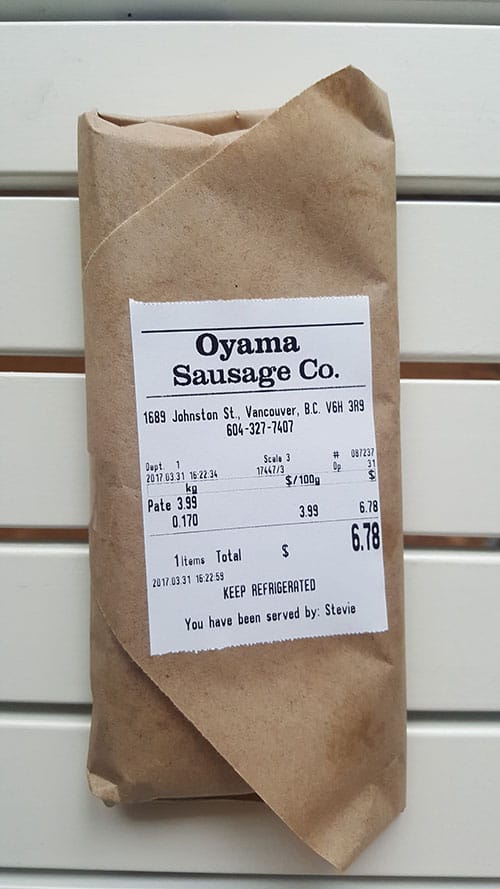 Oyama
Sausage Co.
1689 Johnston St., Vancouver, B.C. V6H 3R9
604-327-7407
Dept. 1 Scale 3 # 087237
2017.03.31 16:22:34 17447/3 Op 31
kg $/100g $
Pate 3.99
0.170 3.99 6.78
1 Items Total $ 6.78
2017.03.31 16:22:59
KEEP REFRIGERATED
You have been served by: Stevie